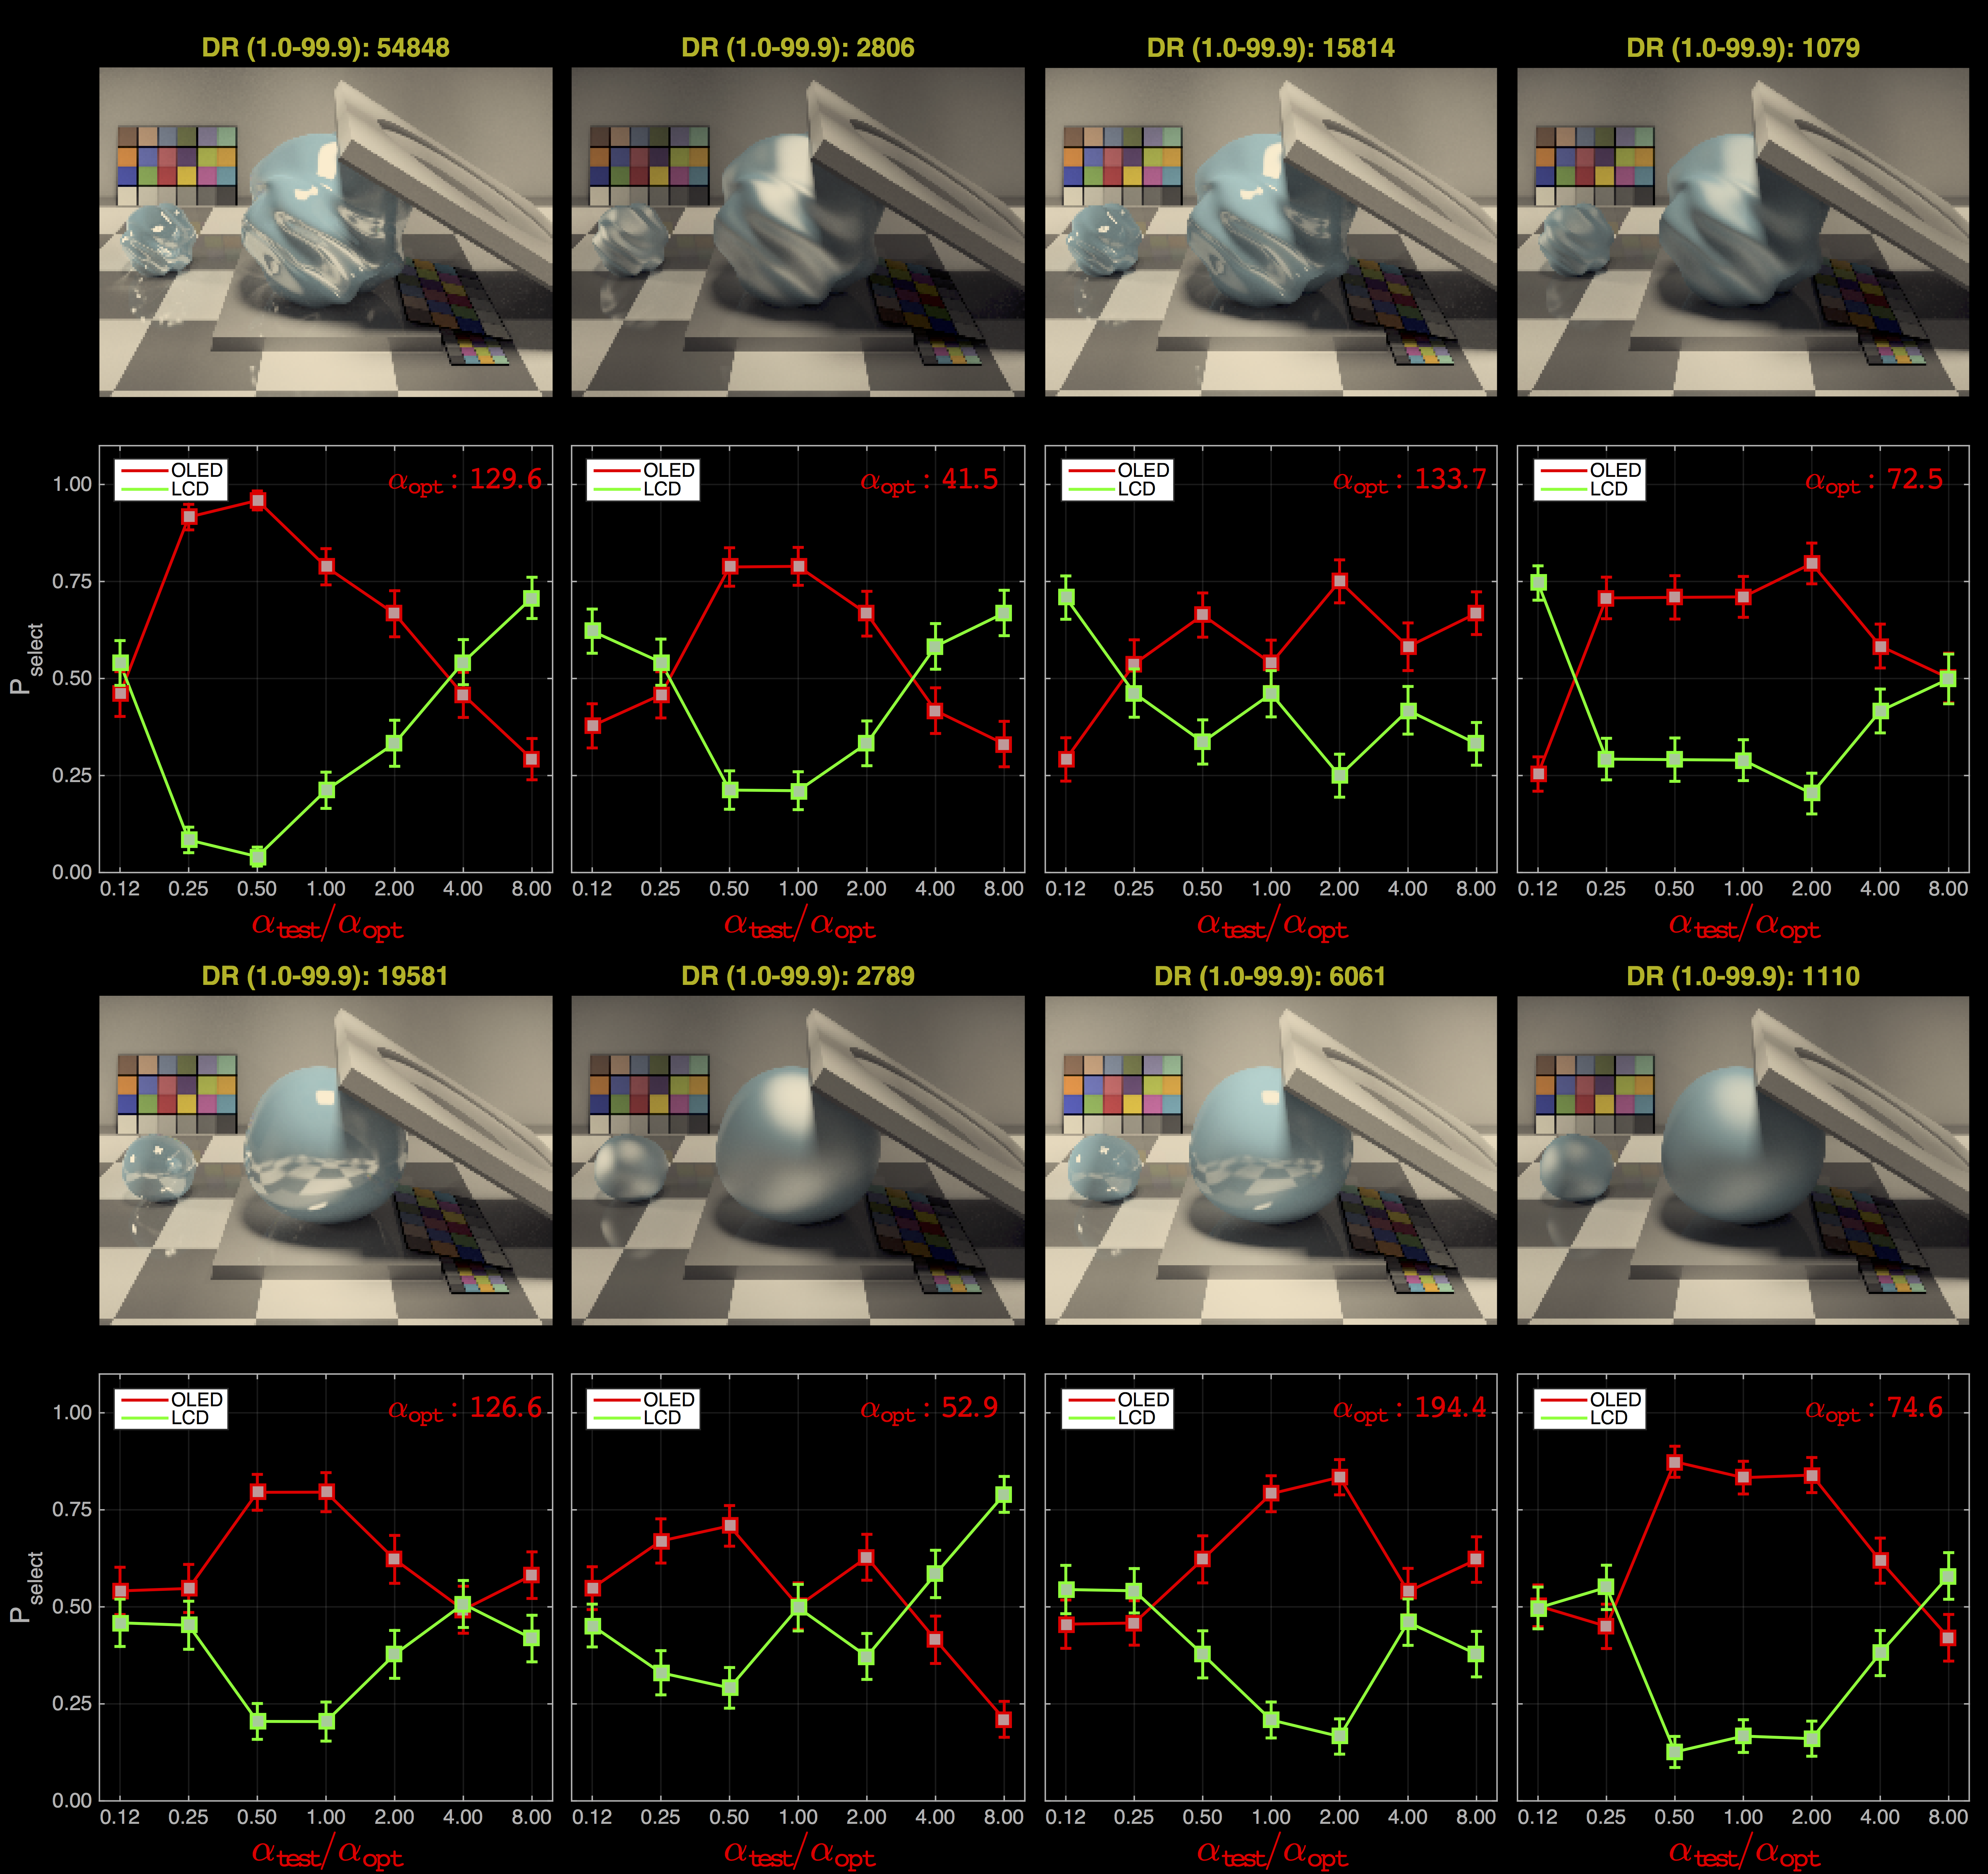 DR (1.0-99.9): 54848
DR (1.0-99.9): 2806
DR (1.0-99.9): 15814
DR (1.0-99.9): 1079
OLED
LCD
αopt : 129.6
OLED
LCD
αopt : 41.5
OLED
LCD
αopt : 133.7
OLED
LCD
αopt : 72.5
1.00
0.75
0.50
0.25
0.00
P select
0.12 0.25 0.50 1.00 2.00 4.00 8.00
0.12 0.25 0.50 1.00 2.00 4.00 8.00
0.12 0.25 0.50 1.00 2.00 4.00 8.00
0.12 0.25 0.50 1.00 2.00 4.00 8.00
αtest/αopt
αtest/αopt
αtest/αopt
αtest/αopt
DR (1.0-99.9): 19581
DR (1.0-99.9): 2789
DR (1.0-99.9): 6061
DR (1.0-99.9): 1110
OLED
LCD
αopt : 126.6
OLED
LCD
αopt : 52.9
OLED
LCD
αopt : 194.4
OLED
LCD
αopt : 74.6
1.00
0.75
0.50
0.25
0.00
P select
0.12 0.25 0.50 1.00 2.00 4.00 8.00
0.12 0.25 0.50 1.00 2.00 4.00 8.00
0.12 0.25 0.50 1.00 2.00 4.00 8.00
0.12 0.25 0.50 1.00 2.00 4.00 8.00
αtest/αopt
αtest/αopt
αtest/αopt
αtest/αopt